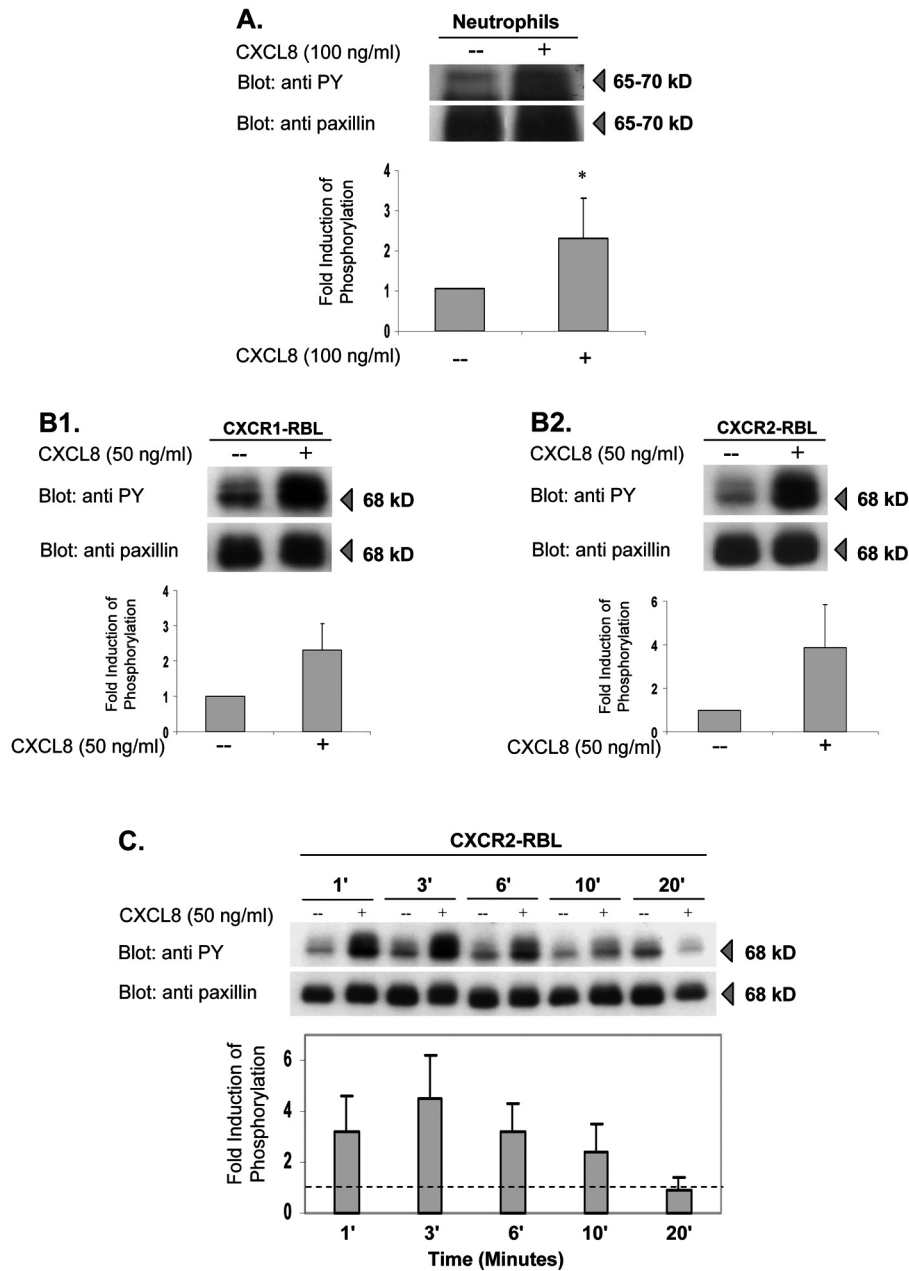 A.
Neutrophils
CXCL8 (100 ng/ml) -- +
Blot: anti PY 65-70 kD
Blot: anti paxillin 65-70 kD
Fold Induction of
Phosphorylation
4
3
2
1
0
*
CXCL8 (100 ng/ml) -- +
B1.
CXCR1-RBL
CXCL8 (50 ng/ml) -- +
Blot: anti PY 68 kD
Blot: anti paxillin 68 kD
Fold Induction of
Phosphorylation
4
3
2
1
0
CXCL8 (50 ng/ml) -- +
B2.
CXCR2-RBL
CXCL8 (50 ng/ml) -- +
Blot: anti PY 68 kD
Blot: anti paxillin 68 kD
Fold Induction of
Phosphorylation
6
4
2
0
CXCL8 (50 ng/ml) -- +
C.
CXCR2-RBL
1' 3' 6' 10' 20'
CXCL8 (50 ng/ml) -- + -- + -- + -- + -- +
Blot: anti PY 68 kD
Blot: anti paxillin 68 kD
Fold Induction of
Phosphorylation
6
4
2
0
1' 3' 6' 10' 20'
Time (Minutes)